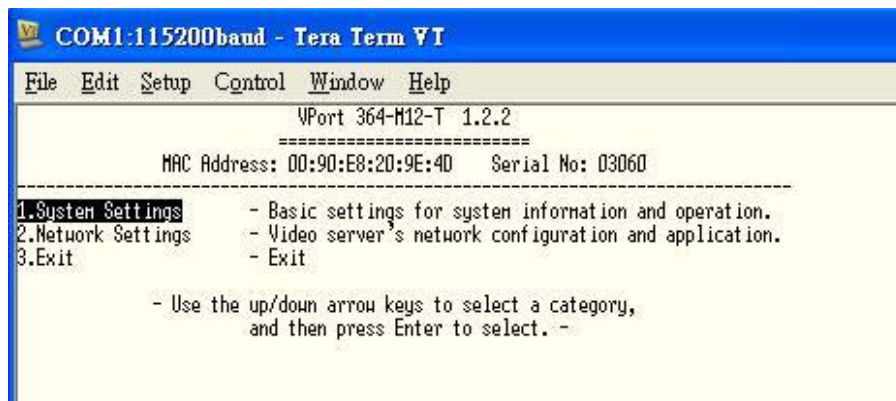 COM1:115200baud - Tera Term VT
File Edit Setup Control Window Help
VPort 364-M12-T 1.2.2
==========================
MAC Address: 00:90:E8:20:9E:4D Serial No: 03060
--------------------------------------------------------------------------------
1.System Settings - Basic settings for system information and operation.
2.Network Settings - Video server's network configuration and application.
3.Exit - Exit
- Use the up/down arrow keys to select a category,
and then press Enter to select. -